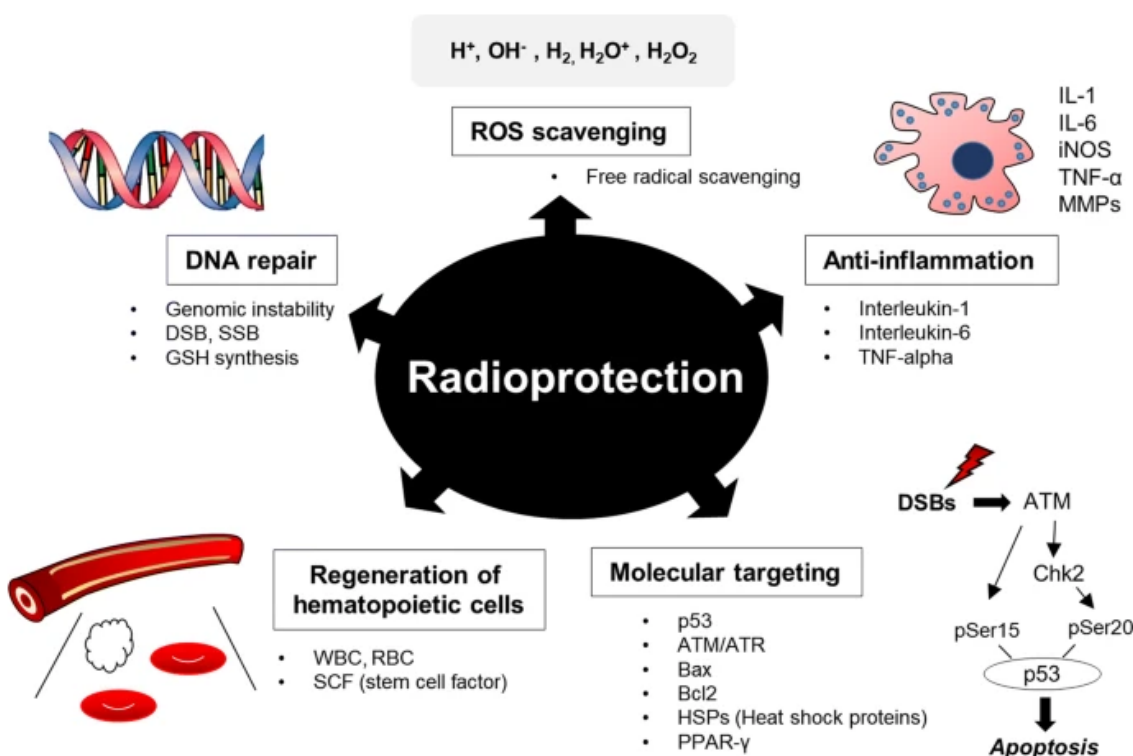 H⁺, OH⁻ , H₂, H₂O⁺ , H₂O₂
ROS scavenging
• Free radical scavenging
IL-1
IL-6
iNOS
TNF-α
MMPs
DNA repair
• Genomic instability
• DSB, SSB
• GSH synthesis
Anti-inflammation
• Interleukin-1
• Interleukin-6
• TNF-alpha
Radioprotection
Regeneration of
hematopoietic cells
• WBC, RBC
• SCF (stem cell factor)
Molecular targeting
• p53
• ATM/ATR
• Bax
• Bcl2
• HSPs (Heat shock proteins)
• PPAR-γ
DSBs
ATM
Chk2
pSer15
pSer20
p53
Apoptosis